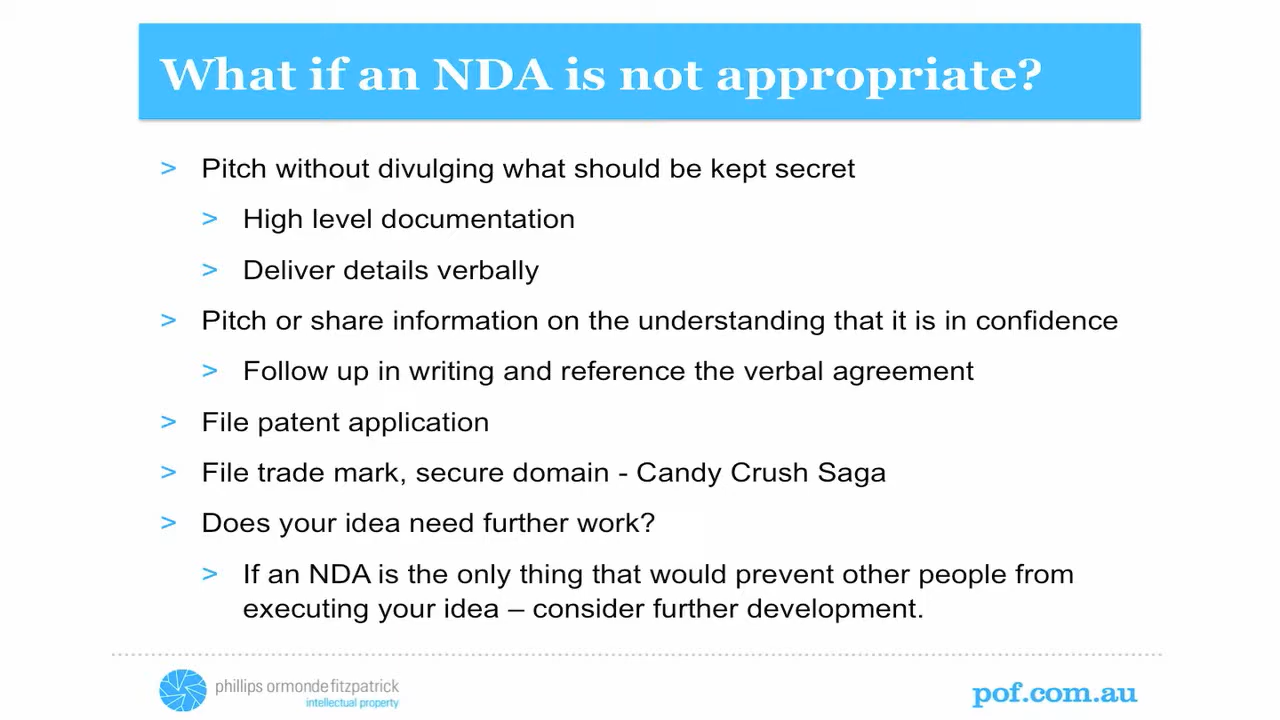 What if an NDA is not appropriate?
> Pitch without divulging what should be kept secret
> High level documentation
> Deliver details verbally
> Pitch or share information on the understanding that it is in confidence
> Follow up in writing and reference the verbal agreement
> File patent application
> File trade mark, secure domain - Candy Crush Saga
> Does your idea need further work?
> If an NDA is the only thing that would prevent other people from
executing your idea – consider further development.
phillips ormonde fitzpatrick
intellectual property
pof.com.au